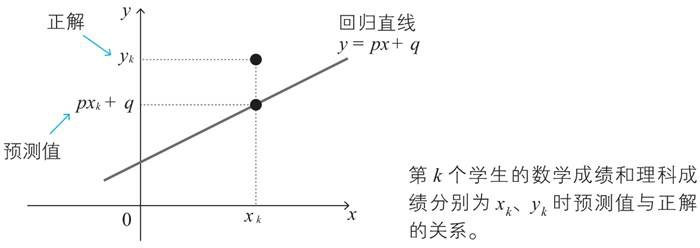 正解
y
回归直线
y = px + q
yₖ
pxₖ + q
预测值
0
xₖ
x
第 k 个学生的数学成绩和理科成
绩分别为 xₖ、yₖ 时预测值与正解
的关系。